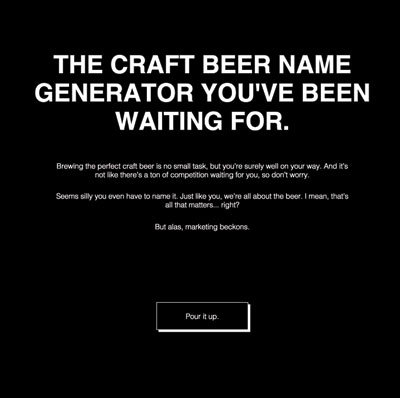 THE CRAFT BEER NAME
GENERATOR YOU'VE BEEN
WAITING FOR.
Brewing the perfect craft beer is no small task, but you're surely well on your way. And it's
not like there's a ton of competition waiting for you, so don't worry.
Seems silly you even have to name it. Just like you, we're all about the beer. I mean, that's
all that matters... right?
But alas, marketing beckons.
Pour it up.